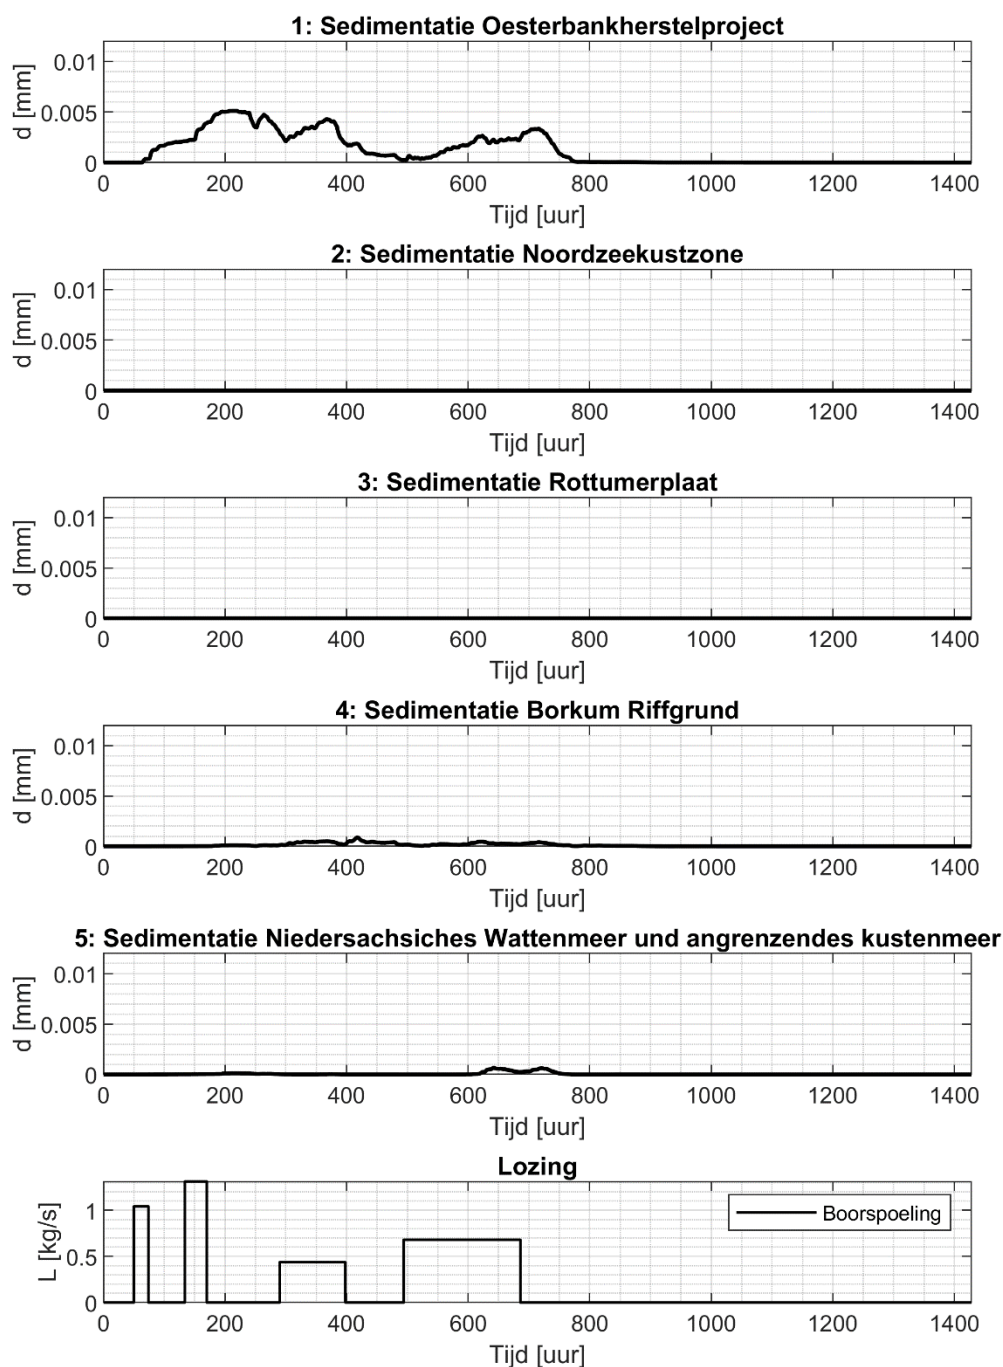 1: Sedimentatie Oesterbankherstelproject
d [mm]
0.01
0.005
0
0 200 400 600 800 1000 1200 1400
Tijd [uur]
2: Sedimentatie Noordzeekustzone
d [mm]
0.01
0.005
0
0 200 400 600 800 1000 1200 1400
Tijd [uur]
3: Sedimentatie Rottumerplaat
d [mm]
0.01
0.005
0
0 200 400 600 800 1000 1200 1400
Tijd [uur]
4: Sedimentatie Borkum Riffgrund
d [mm]
0.01
0.005
0
0 200 400 600 800 1000 1200 1400
Tijd [uur]
5: Sedimentatie Niedersachsiches Wattenmeer und angrenzendes kustenmeer
d [mm]
0.01
0.005
0
0 200 400 600 800 1000 1200 1400
Tijd [uur]
Lozing
L [kg/s]
1
0.5
0
Boorspoeling
0 200 400 600 800 1000 1200 1400
Tijd [uur]